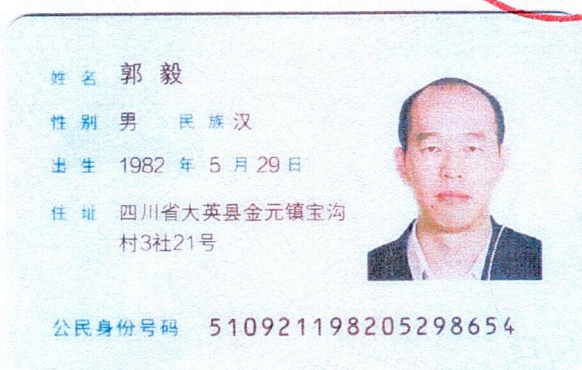 姓名 郭毅
性别 男 民族 汉
出生 1982 年 5 月 29 日
住址 四川省大英县金元镇宝沟
村3社21号
公民身份号码 510921198205298654